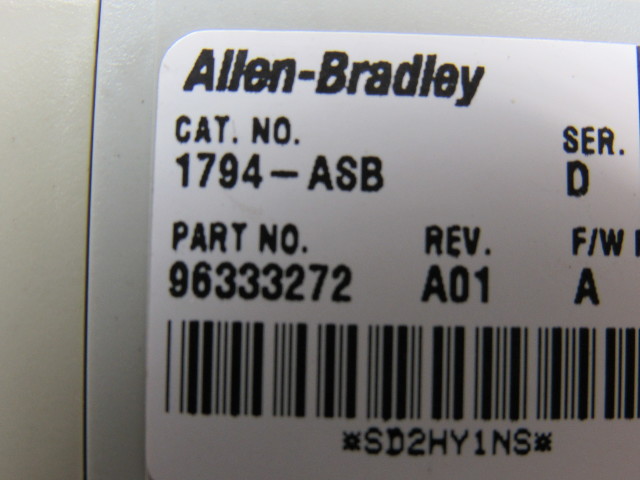 Allen-Bradley
CAT. NO. SER.
1794-ASB D
PART NO. REV. F/W
96333272 A01 A
*SD2HY1NS*